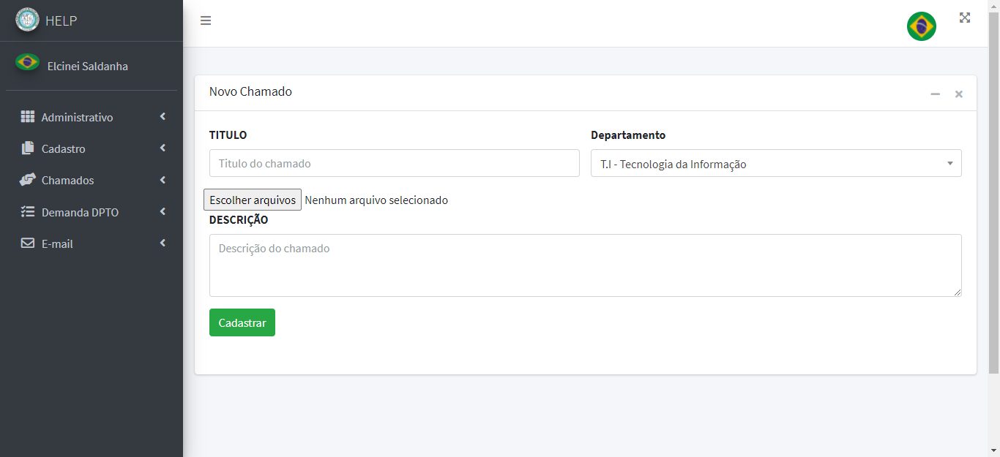 HELP
Elcinei Saldanha
Administrativo
Cadastro
Chamados
Demanda DPTO
E-mail
Novo Chamado
TITULO
Titulo do chamado
Departamento
T.I - Tecnologia da Informação
Escolher arquivos Nenhum arquivo selecionado
DESCRIÇÃO
Descrição do chamado
Cadastrar